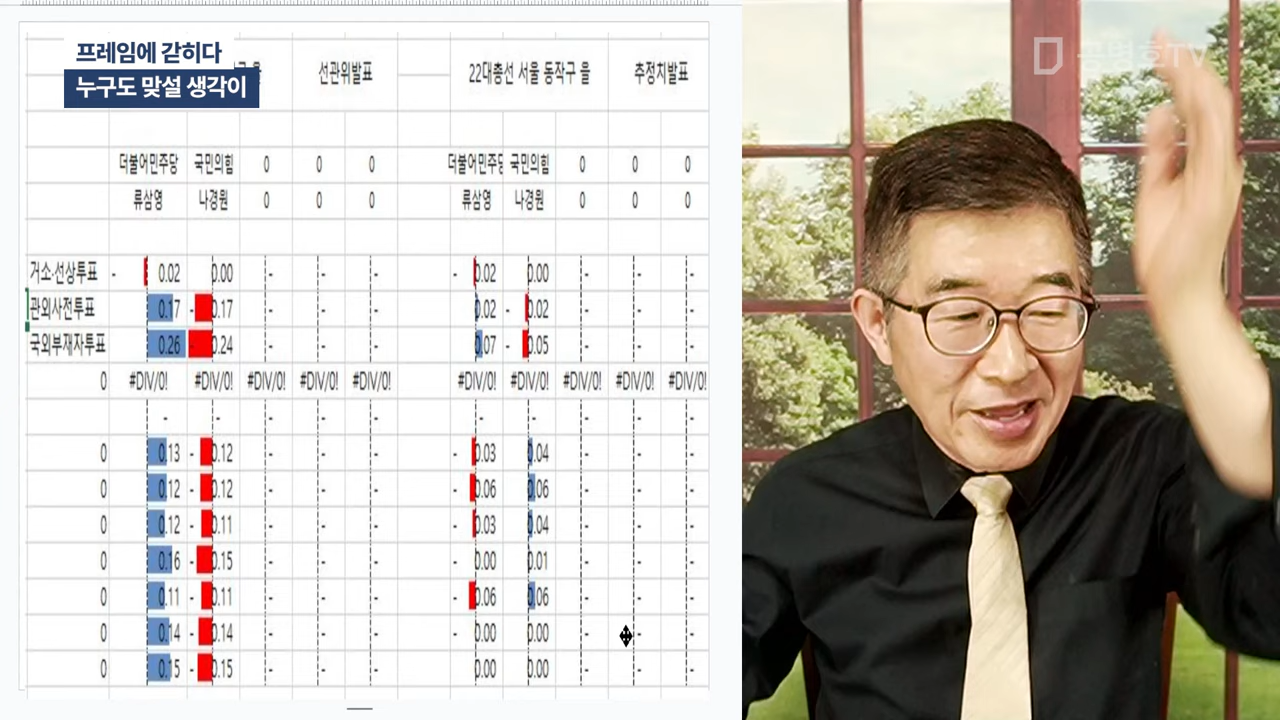 프레임에 갇히다
누구도 맞설 생각이
공병호TV
선관위발표 22대총선 서울 동작구 을 추정치발표
더불어민주당 국민의힘 0 0 0 더불어민주당 국민의힘 0 0 0
류삼영 나경원 0 0 0 류삼영 나경원 0 0 0
거소·선상투표 - 0.02 0.00 - - - - 0.02 0.00 - - -
관외사전투표 0.17 - 0.17 - - - 0.02 - 0.02 - - -
국외부재자투표 0.26 - 0.24 - - - 0.07 - 0.05 - - -
0 #DIV/0! #DIV/0! #DIV/0! #DIV/0! #DIV/0! #DIV/0! #DIV/0! #DIV/0! #DIV/0! #DIV/0!
- - - - - - - - - -
0 0.13 - 0.12 - - - - 0.03 0.04 - - -
0 0.12 - 0.12 - - - - 0.06 0.06 - - -
0 0.12 - 0.11 - - - - 0.03 0.04 - - -
0 0.16 - 0.15 - - - - 0.00 0.01 - - -
0 0.11 - 0.11 - - - - 0.06 0.06 - - -
0 0.14 - 0.14 - - - - 0.00 0.00 - - -
0 0.15 - 0.15 - - - - 0.00 0.00 - - -